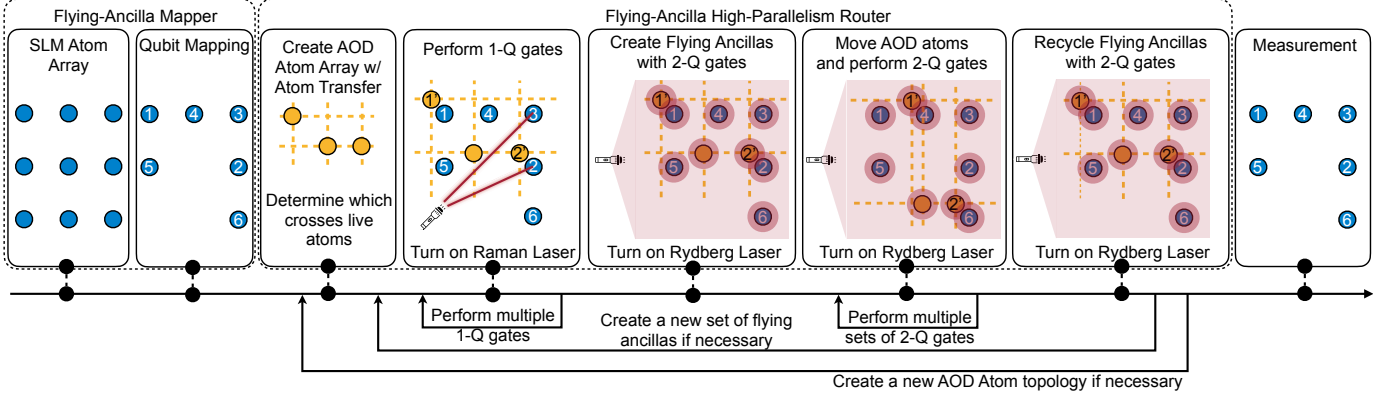 Flying-Ancilla Mapper
Flying-Ancilla High-Parallelism Router
SLM Atom
Array
Qubit Mapping
1
4
3
5
2
6
Create AOD
Atom Array w/
Atom Transfer
Determine which
crosses live
atoms
Perform 1-Q gates
1'
1
4
3
5
2'
2
6
Turn on Raman Laser
Create Flying Ancillas
with 2-Q gates
1'
1
4
3
5
2'
2
6
Turn on Rydberg Laser
Move AOD atoms
and perform 2-Q gates
1
1'
4
3
5
2
2'
6
Turn on Rydberg Laser
Recycle Flying Ancillas
with 2-Q gates
1'
1
4
3
5
2'
2
6
Turn on Rydberg Laser
Measurement
1
4
3
5
2
6
Perform multiple
1-Q gates
Create a new set of flying
ancillas if necessary
Perform multiple
sets of 2-Q gates
Create a new AOD Atom topology if necessary